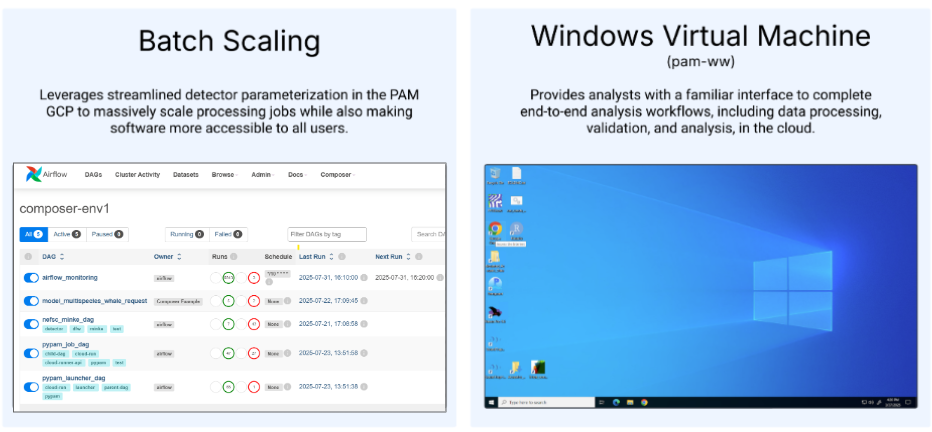 Batch Scaling
Leverages streamlined detector parameterization in the PAM
GCP to massively scale processing jobs while also making
software more accessible to all users.
Airflow DAGs Cluster Activity Datasets Browse Admin Docs Composer
composer-env1
All 5 Active 5 Paused 0 Running 0 Failed 0 Filter DAGs by tag Search DA
DAG Owner Runs Schedule Last Run Next Run
airflow_monitoring airflow 2025-07-31, 16:10:00 2025-07-31, 16:20:00
model_multispecies_whale_request Composer Example None 2025-07-22, 17:09:45
nefsc_minke_dag airflow None 2025-07-21, 17:08:58
detector minke test
pypam_job_dag airflow None 2025-07-23, 13:51:58
child-dag cloud-run
cloud-rooms-api pypam test
pypam_launcher_dag airflow None 2025-07-23, 13:51:38
cloud-run launcher parent-dag
pypam
Windows Virtual Machine
(pam-ww)
Provides analysts with a familiar interface to complete
end-to-end analysis workflows, including data processing,
validation, and analysis, in the cloud.
Type here to search